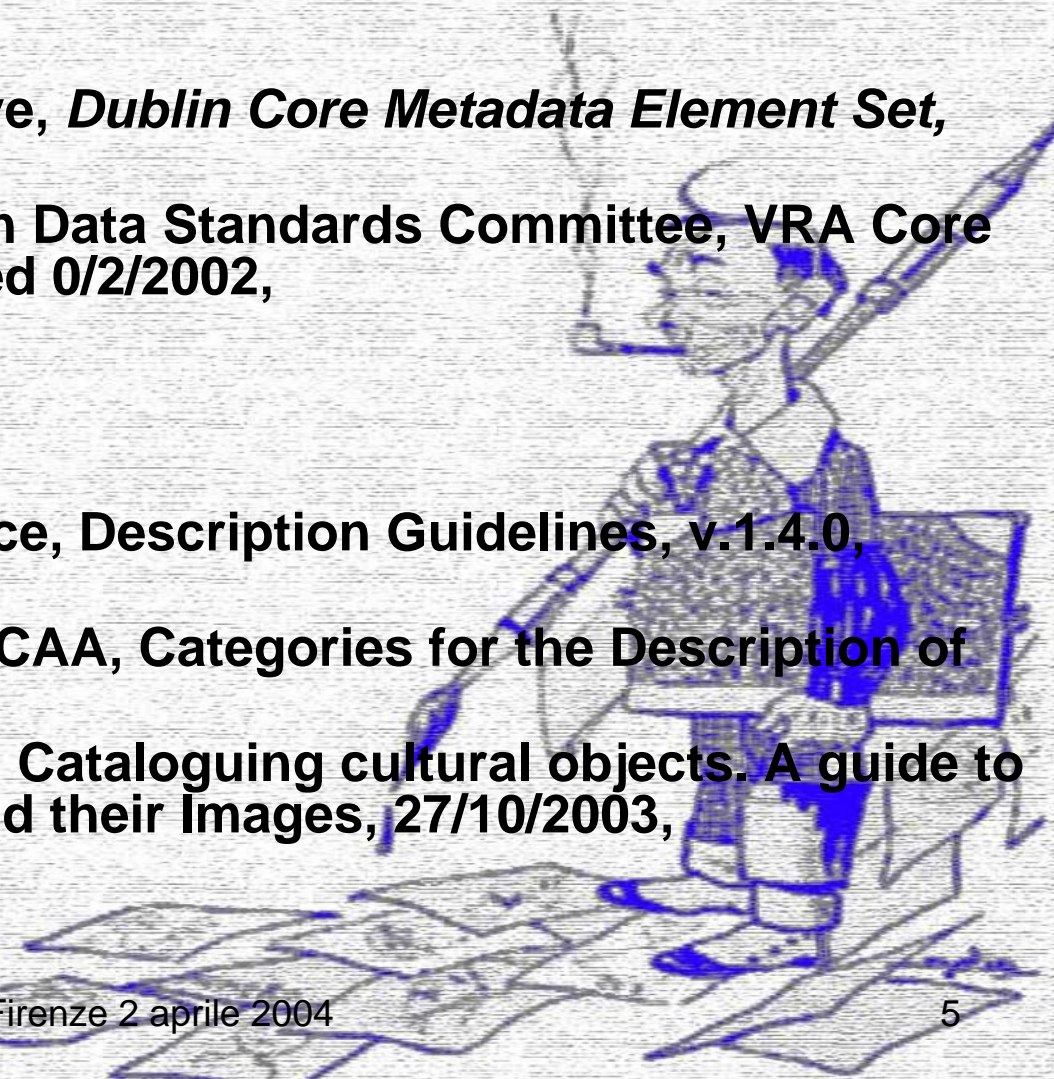 ve, Dublin Core Metadata Element Set,
n Data Standards Committee, VRA Core
ed 0/2/2002,
ce, Description Guidelines, v.1.4.0,
CAA, Categories for the Description of
Cataloguing cultural objects. A guide to
d their Images, 27/10/2003,
Firenze 2 aprile 2004 5